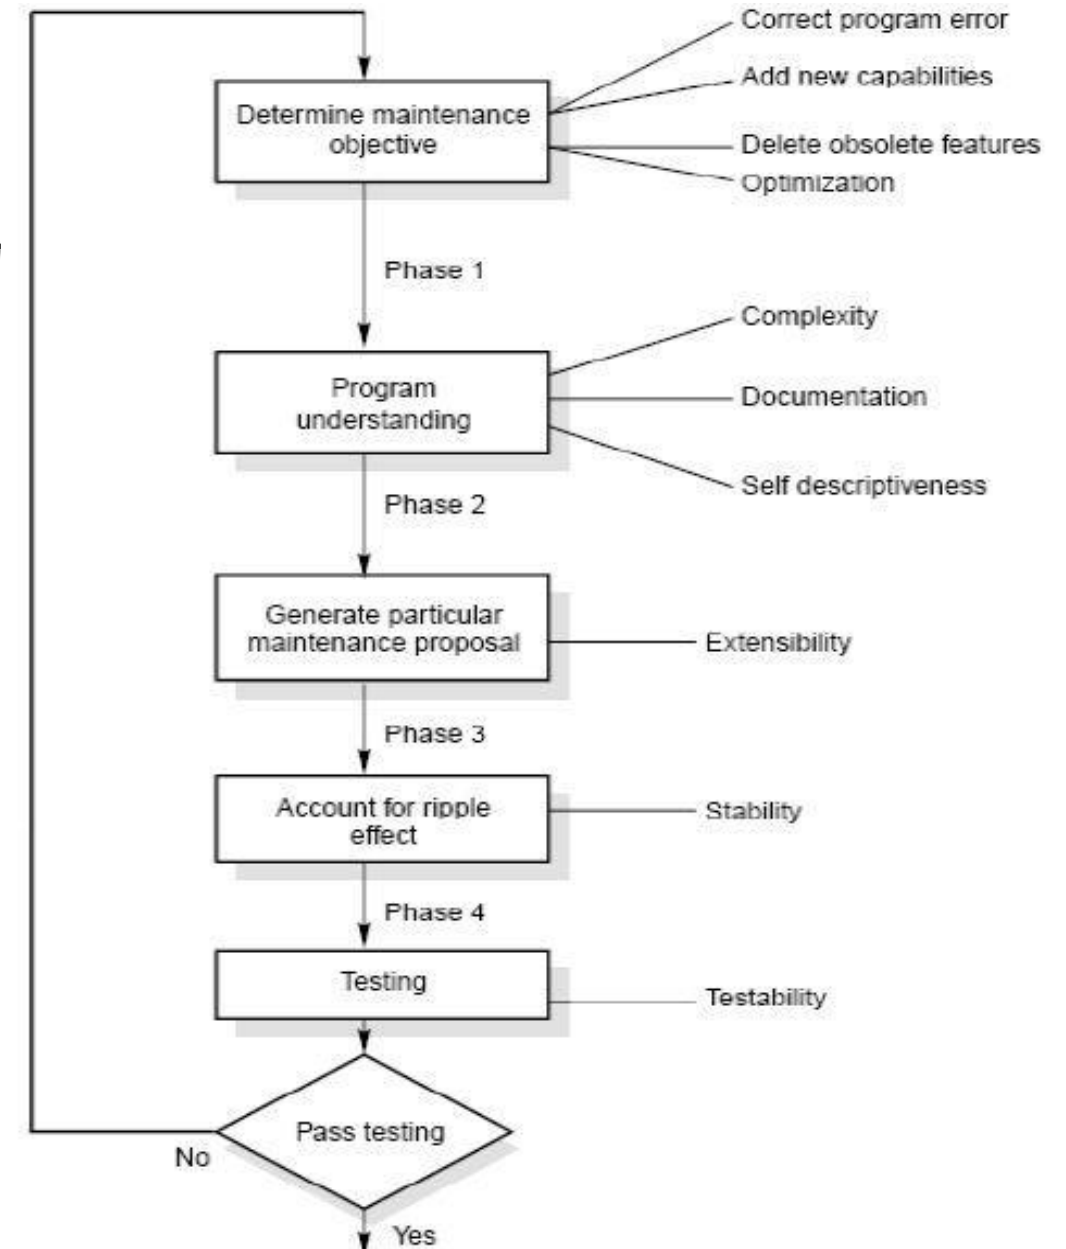 Correct program error
Add new capabilities
Determine maintenance
objective
Delete obsolete features
Optimization
Phase 1
Complexity
Program
understanding
Documentation
Self descriptiveness
Phase 2
Generate particular
maintenance proposal
Extensibility
Phase 3
Account for ripple
effect
Stability
Phase 4
Testing
Testability
Pass testing
No
Yes